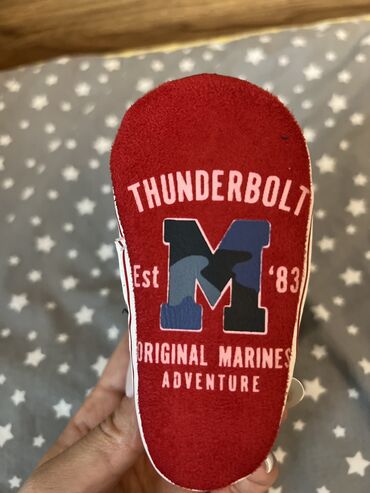 THUNDERBOLT
M
Est '83
ORIGINAL MARINES
ADVENTURE